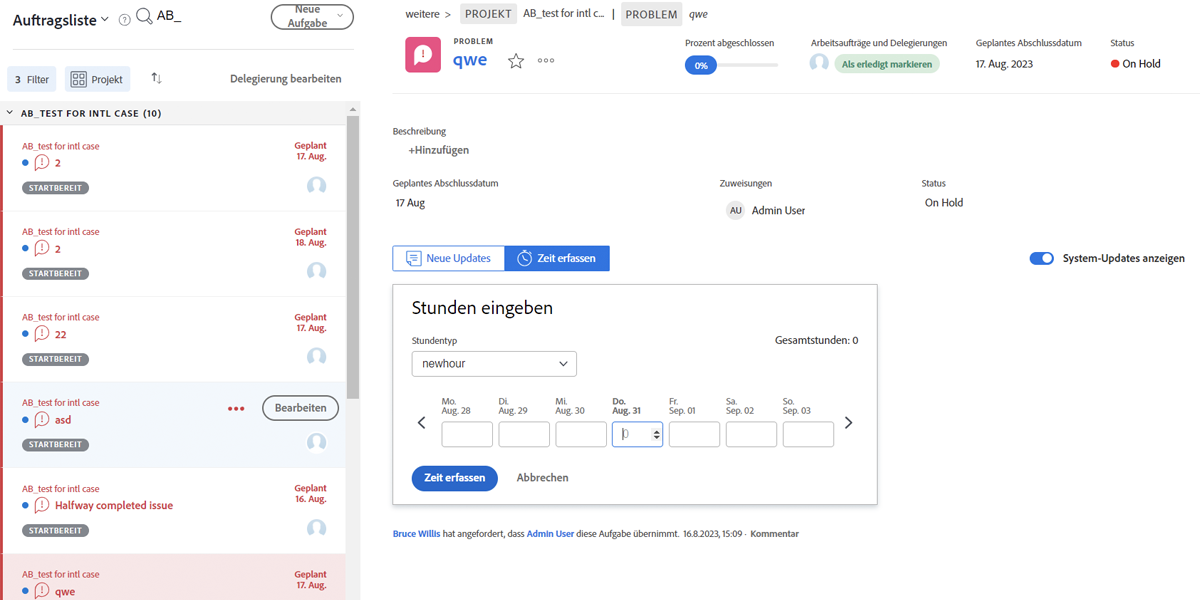 Auftragsliste
AB_
Neue Aufgabe
3 Filter
Projekt
Delegierung bearbeiten
AB_TEST FOR INTL CASE (10)
AB_test for intl case
2
STARTBEREIT
Geplant
17. Aug.
AB_test for intl case
2
STARTBEREIT
Geplant
18. Aug.
AB_test for intl case
22
STARTBEREIT
Geplant
17. Aug.
AB_test for intl case
asd
STARTBEREIT
Bearbeiten
AB_test for intl case
Halfway completed issue
STARTBEREIT
Geplant
16. Aug.
AB_test for intl case
qwe
Geplant
17. Aug.
weitere > PROJEKT AB_test for intl c... | PROBLEM qwe
PROBLEM
qwe
Prozent abgeschlossen
0%
Arbeitsaufträge und Delegierungen
Als erledigt markieren
Geplantes Abschlussdatum
17. Aug. 2023
Status
On Hold
Beschreibung
+Hinzufügen
Geplantes Abschlussdatum
17 Aug
Zuweisungen
AU Admin User
Status
On Hold
Neue Updates
Zeit erfassen
System-Updates anzeigen
Stunden eingeben
Stundentyp
newhour
Gesamtstunden: 0
Mo. Aug. 28
Di. Aug. 29
Mi. Aug. 30
Do. Aug. 31
Fr. Sep. 01
Sa. Sep. 02
So. Sep. 03
0
Zeit erfassen
Abbrechen
Bruce Willis hat angefordert, dass Admin User diese Aufgabe übernimmt. 16.8.2023, 15:09 · Kommentar